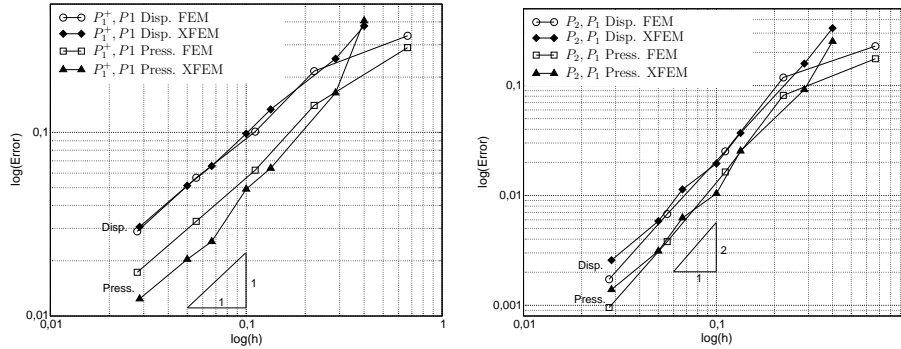 P₁⁺, P1 Disp. FEM
P₁⁺, P1 Disp. XFEM
P₁⁺, P1 Press. FEM
P₁⁺, P1 Press. XFEM
log(Error)
0,1
0,01
Disp.
Press.
1
1
0,01
0,1
1
log(h)
P₂, P₁ Disp. FEM
P₂, P₁ Disp. XFEM
P₂, P₁ Press. FEM
P₂, P₁ Press. XFEM
log(Error)
0,1
0,01
0,001
Disp.
Press.
2
1
0,01
0,1
log(h)